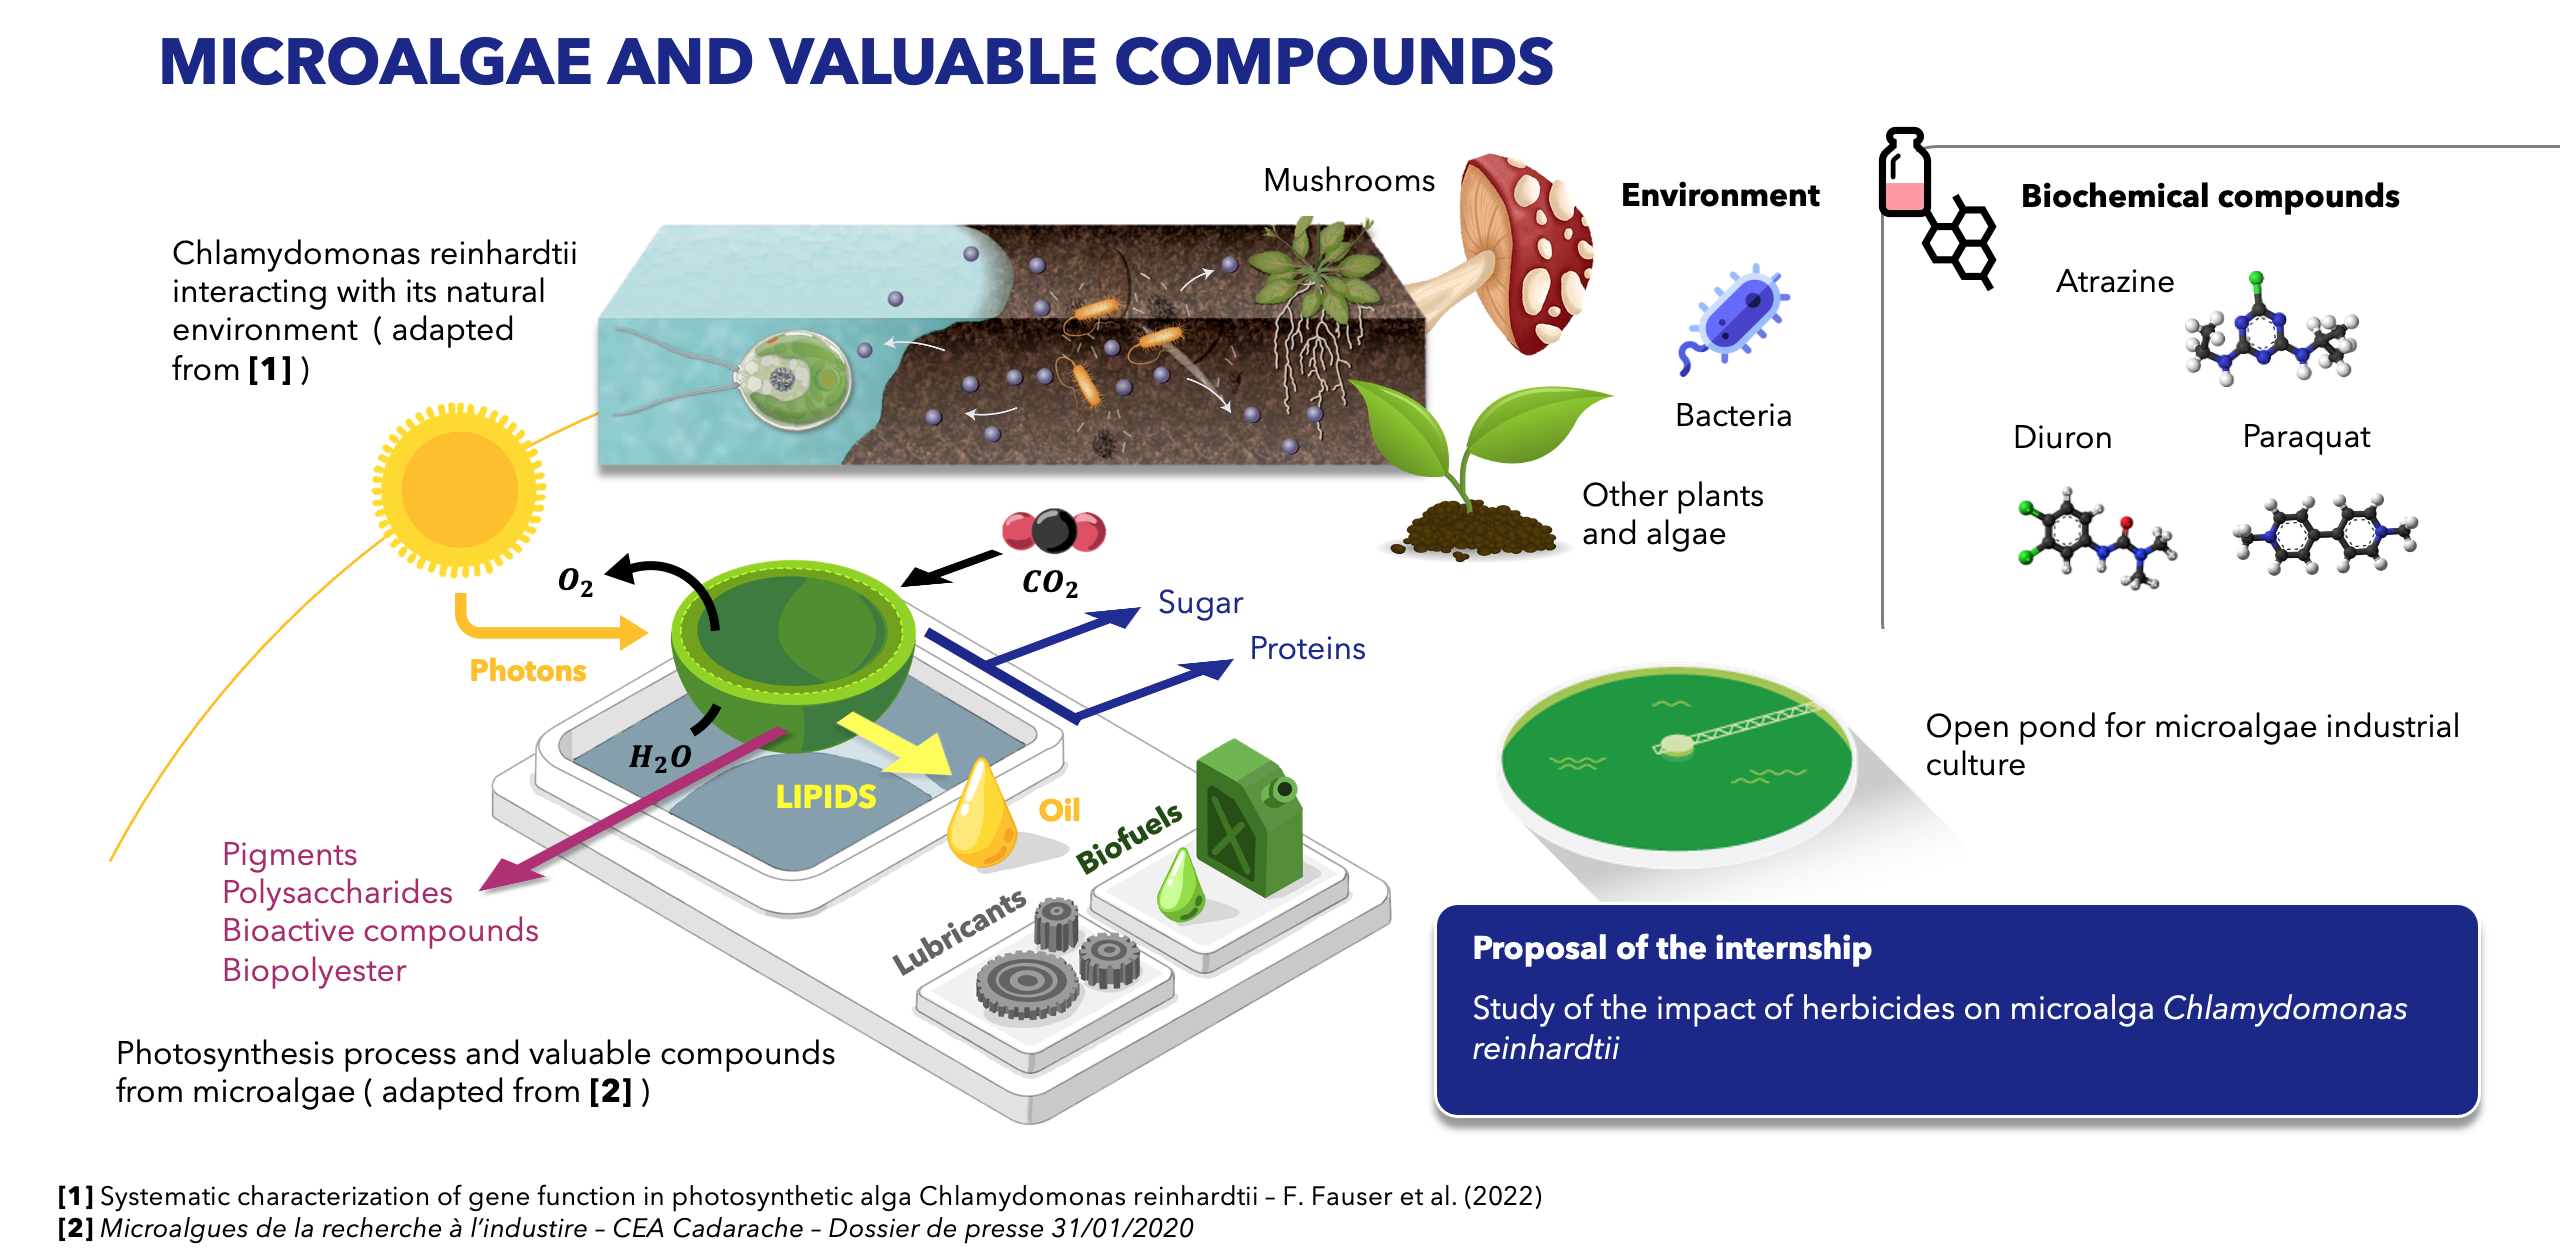 MICROALGAE AND VALUABLE COMPOUNDS
Mushrooms
Environment
Biochemical compounds
Chlamydomonas reinhardtii
interacting with its natural
environment ( adapted
from [1] )
Atrazine
Bacteria
Diuron
Paraquat
Other plants
and algae
O2
CO2
Photons
Sugar
Proteins
H2O
LIPIDS
Oil
Biofuels
Lubricants
Open pond for microalgae industrial
culture
Pigments
Polysaccharides
Bioactive compounds
Biopolyester
Proposal of the internship
Study of the impact of herbicides on microalga Chlamydomonas
reinhardtii
Photosynthesis process and valuable compounds
from microalgae ( adapted from [2] )
[1] Systematic characterization of gene function in photosynthetic alga Chlamydomonas reinhardtii – F. Fauser et al. (2022)
[2] Microalgues de la recherche à l’industire – CEA Cadarache – Dossier de presse 31/01/2020